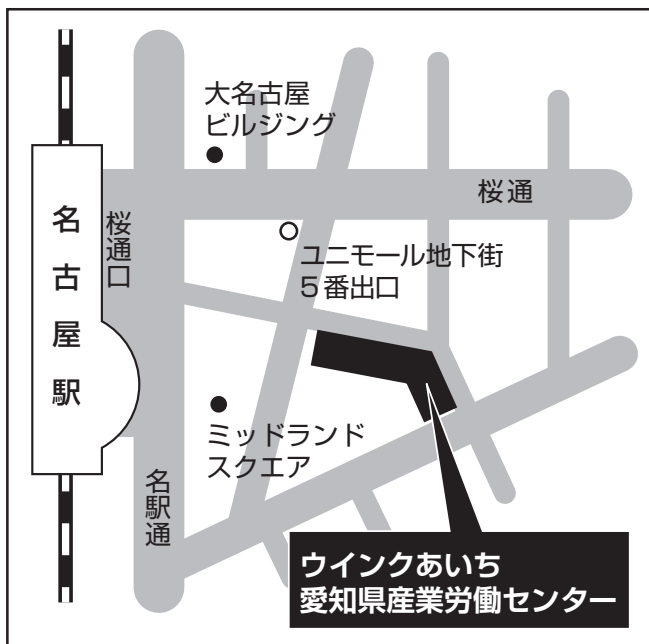 大名古屋
ビルジング
桜通
名古屋駅
桜通口
ユニモール地下街
5番出口
ミッドランド
スクエア
名駅通
ウインクあいち
愛知県産業労働センター